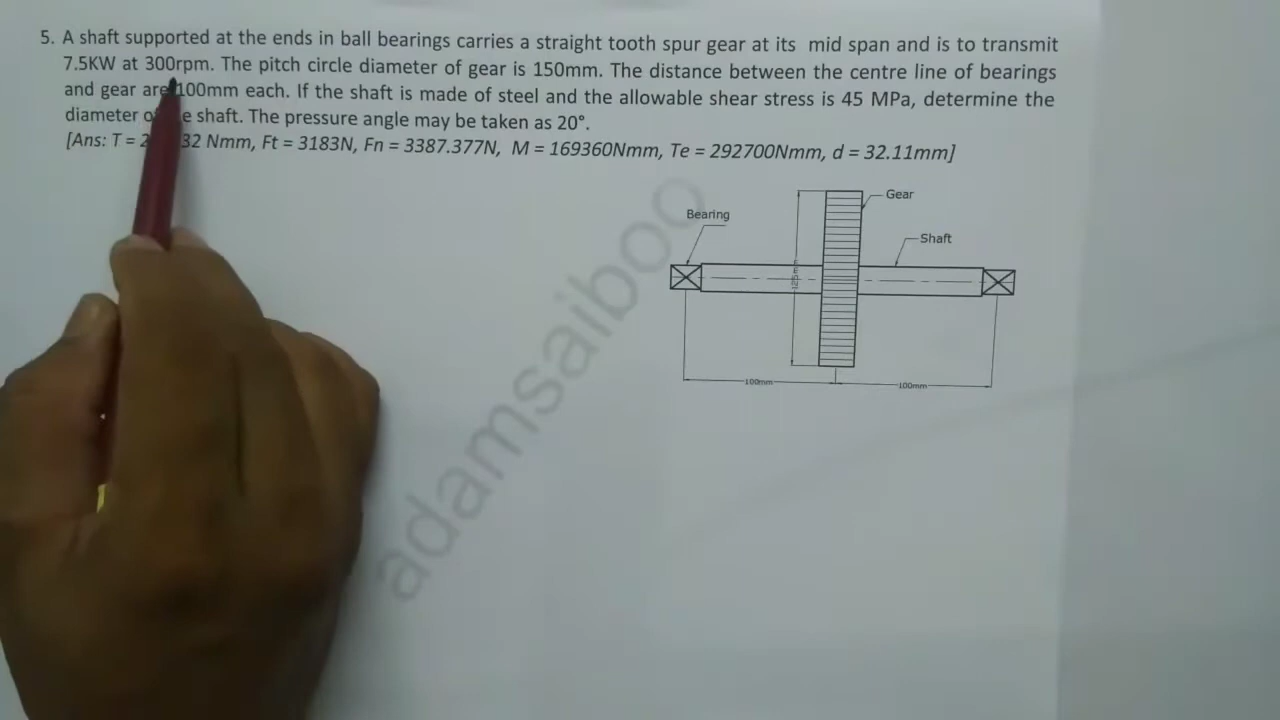 5. A shaft supported at the ends in ball bearings carries a straight tooth spur gear at its mid span and is to transmit
7.5KW at 300rpm. The pitch circle diameter of gear is 150mm. The distance between the centre line of bearings
and gear are 100mm each. If the shaft is made of steel and the allowable shear stress is 45 MPa, determine the
diameter shaft. The pressure angle may be taken as 20°.
[Ans: T = 2 32 Nmm, Ft = 3183N, Fn = 3387.377N, M = 169360Nmm, Te = 292700Nmm, d = 32.11mm]
Gear
Bearing
Shaft
100mm
100mm
adamsaiboo